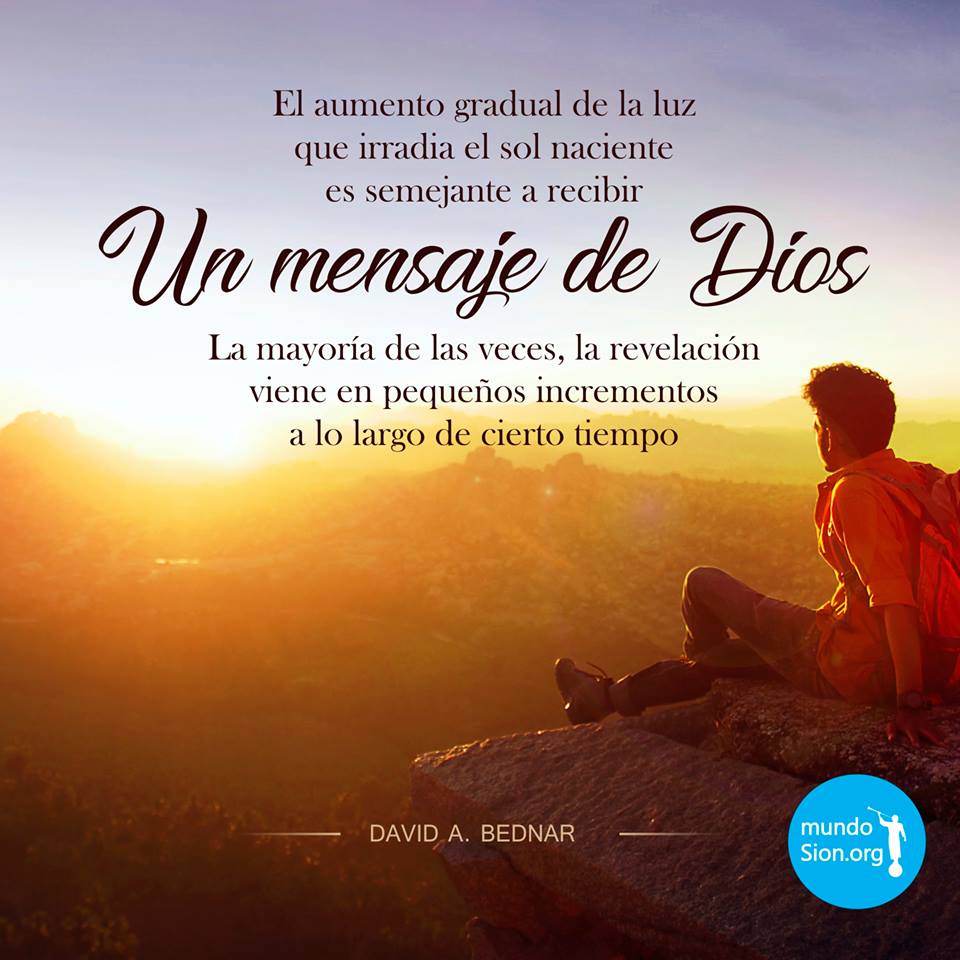 El aumento gradual de la luz
que irradia el sol naciente
es semejante a recibir
Un mensaje de Dios
La mayoría de las veces, la revelación
viene en pequeños incrementos
a lo largo de cierto tiempo
DAVID A. BEDNAR
mundo
Sion.org